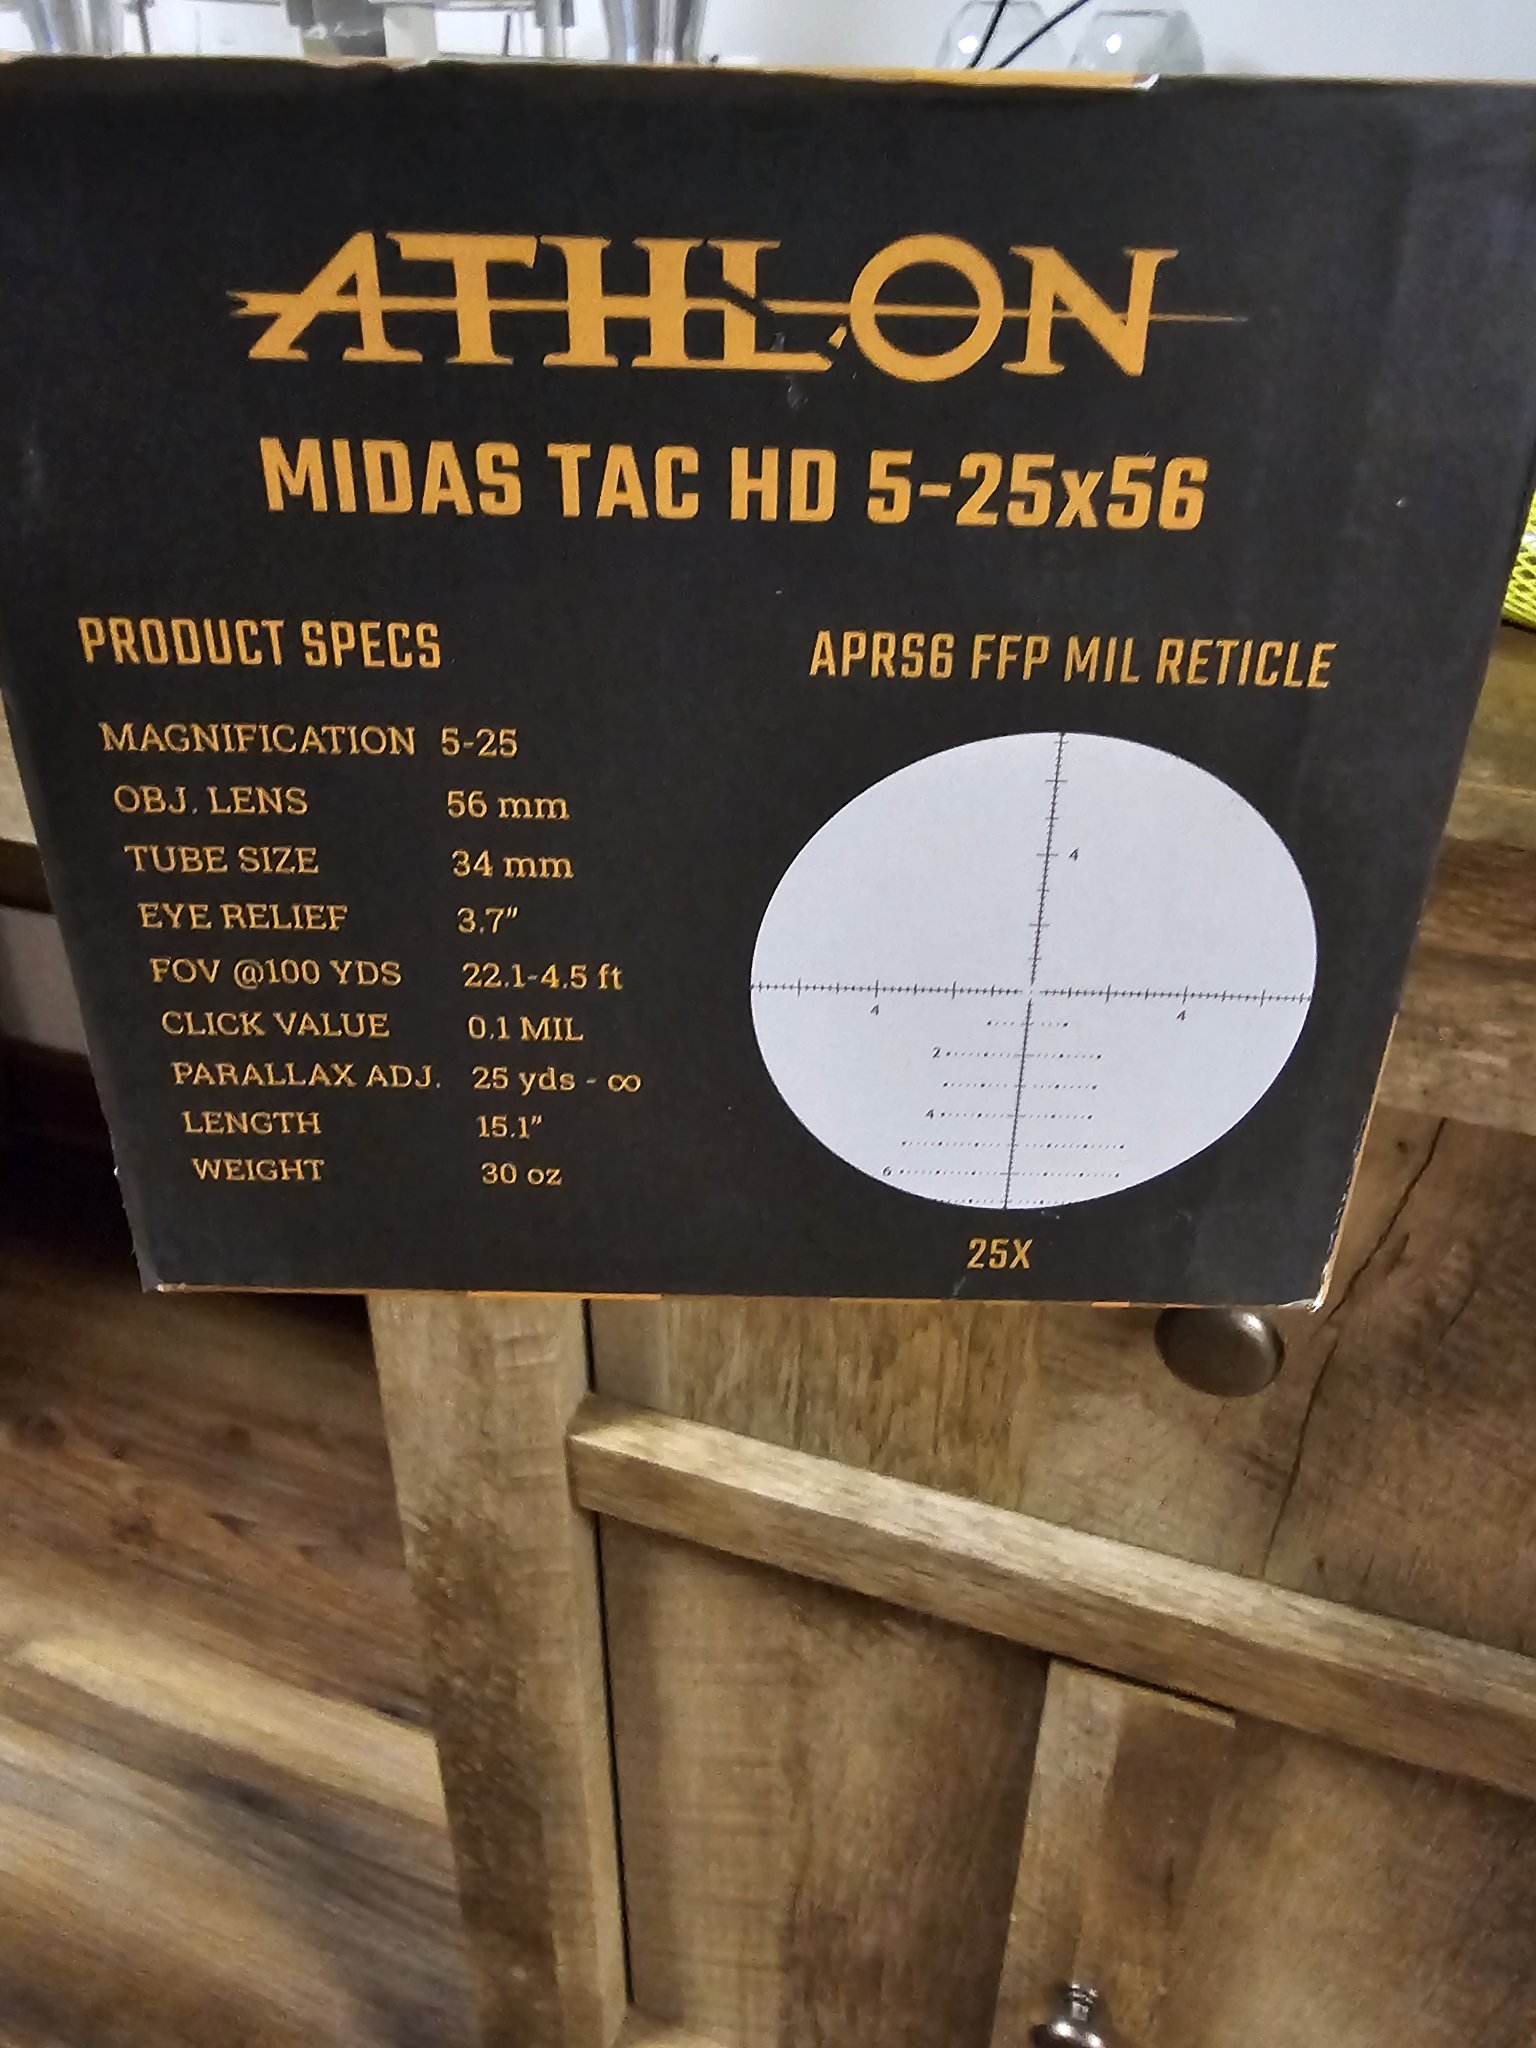 ATHLON
MIDAS TAC HD 5-25x56
PRODUCT SPECS
MAGNIFICATION 5-25
OBJ. LENS 56 mm
TUBE SIZE 34 mm
EYE RELIEF 3.7"
FOV @100 YDS 22.1-4.5 ft
CLICK VALUE 0.1 MIL
PARALLAX ADJ. 25 yds - ∞
LENGTH 15.1"
WEIGHT 30 oz
APRS6 FFP MIL RETICLE
4
4 4
2
4
6
25X